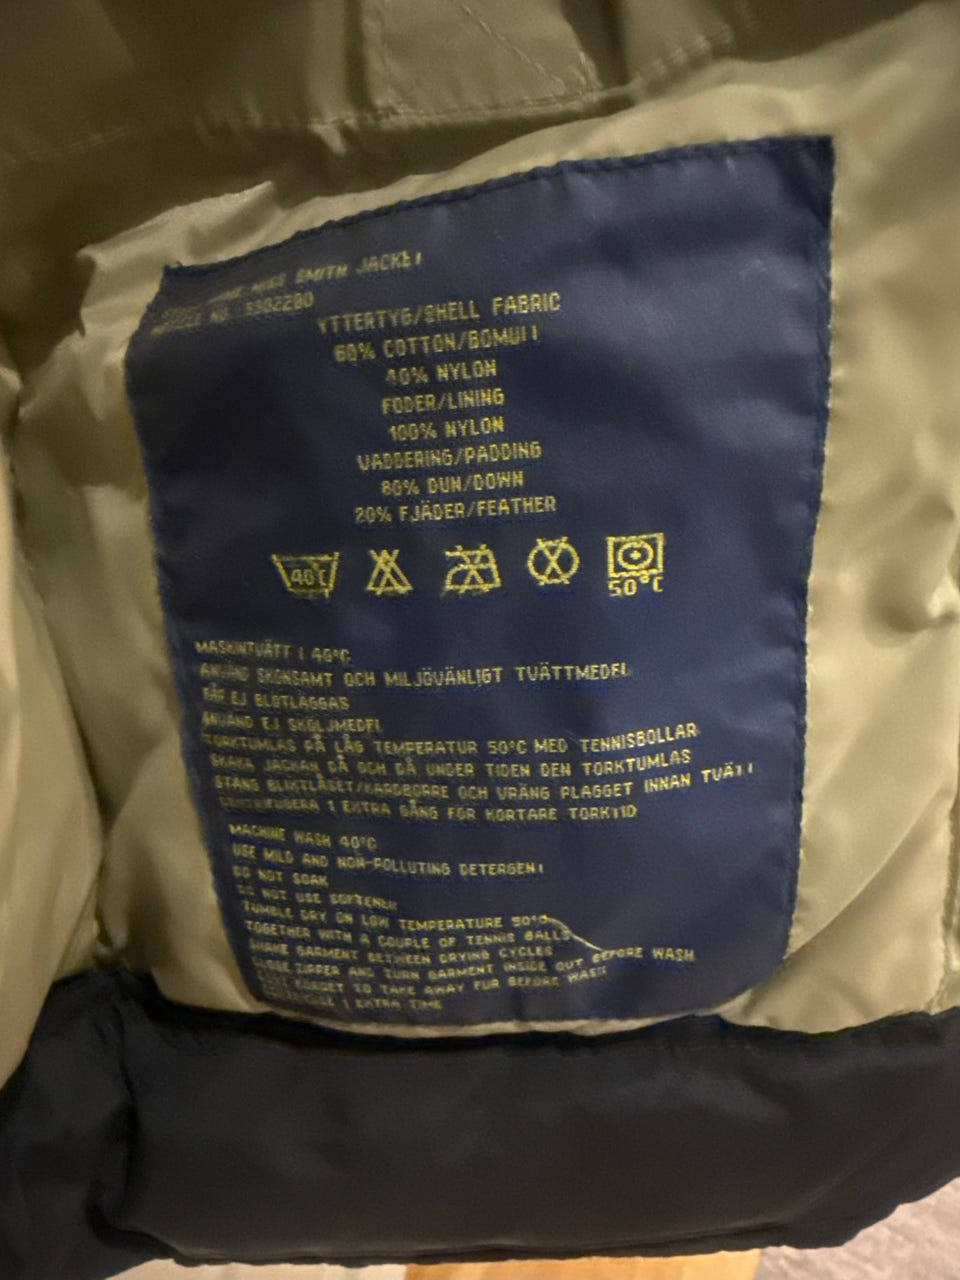 MISS SMITH JACKET
NO. 5902280
YTTERTYG/SHELL FABRIC
60% COTTON/BOMULL
40% NYLON
FODER/LINING
100% NYLON
VADDERING/PADDING
80% DUN/DOWN
20% FJÄDER/FEATHER
40°C
50°C
MASKINTVÄTT I 40°C
ANVÄND SKONSAMT OCH MILJÖVÄNLIGT TVÄTTMEDEL
FÅR EJ BLÖTLÄGGAS
ANVÄND EJ SKÖLJMEDEL
TORKTUMLAS PÅ LÅG TEMPERATUR 50°C MED TENNISBOLLAR
SKAKA JACKAN DÅ OCH DÅ UNDER TIDEN DEN TORKTUMLAS
STÄNG BLIXTLÅSET/KARDBORRE OCH VRÄNG PLAGGET INNAN TVÄTT
CENTRIFUGERA 1 EXTRA GÅNG FÖR KORTARE TORKTID
MACHINE WASH 40°C
USE MILD AND NON-POLLUTING DETERGENT
DO NOT SOAK
DO NOT USE SOFTENER
TUMBLE DRY ON LOW TEMPERATURE 50°C
TOGETHER WITH A COUPLE OF TENNIS BALLS
SHAKE GARMENT BETWEEN DRYING CYCLES
CLOSE ZIPPER AND TURN GARMENT INSIDE OUT BEFORE WASH
FORGET TO TAKE AWAY FUR BEFORE WASH
1 EXTRA TIME